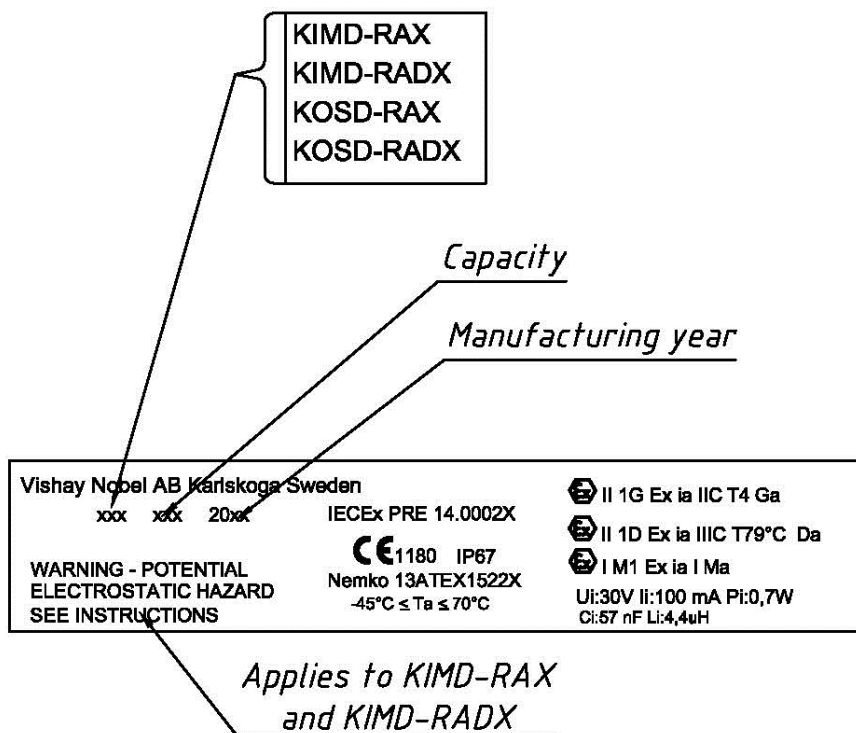 KIMD-RAX
KIMD-RADX
KOSD-RAX
KOSD-RADX
Capacity
Manufacturing year
Vishay Nobel AB Karlskoga Sweden
xxx xxx 20xx
WARNING - POTENTIAL
ELECTROSTATIC HAZARD
SEE INSTRUCTIONS
IECEx PRE 14.0002X
CE 1180 IP67
Nemko 13ATEX1522X
-45°C ≤ Ta ≤ 70°C
Ex II 1G Ex ia IIC T4 Ga
Ex II 1D Ex ia IIIC T79°C Da
Ex I M1 Ex ia I Ma
Ui:30V Ii:100 mA Pi:0,7W
Ci:57 nF Li:4,4uH
Applies to KIMD-RAX
and KIMD-RADX